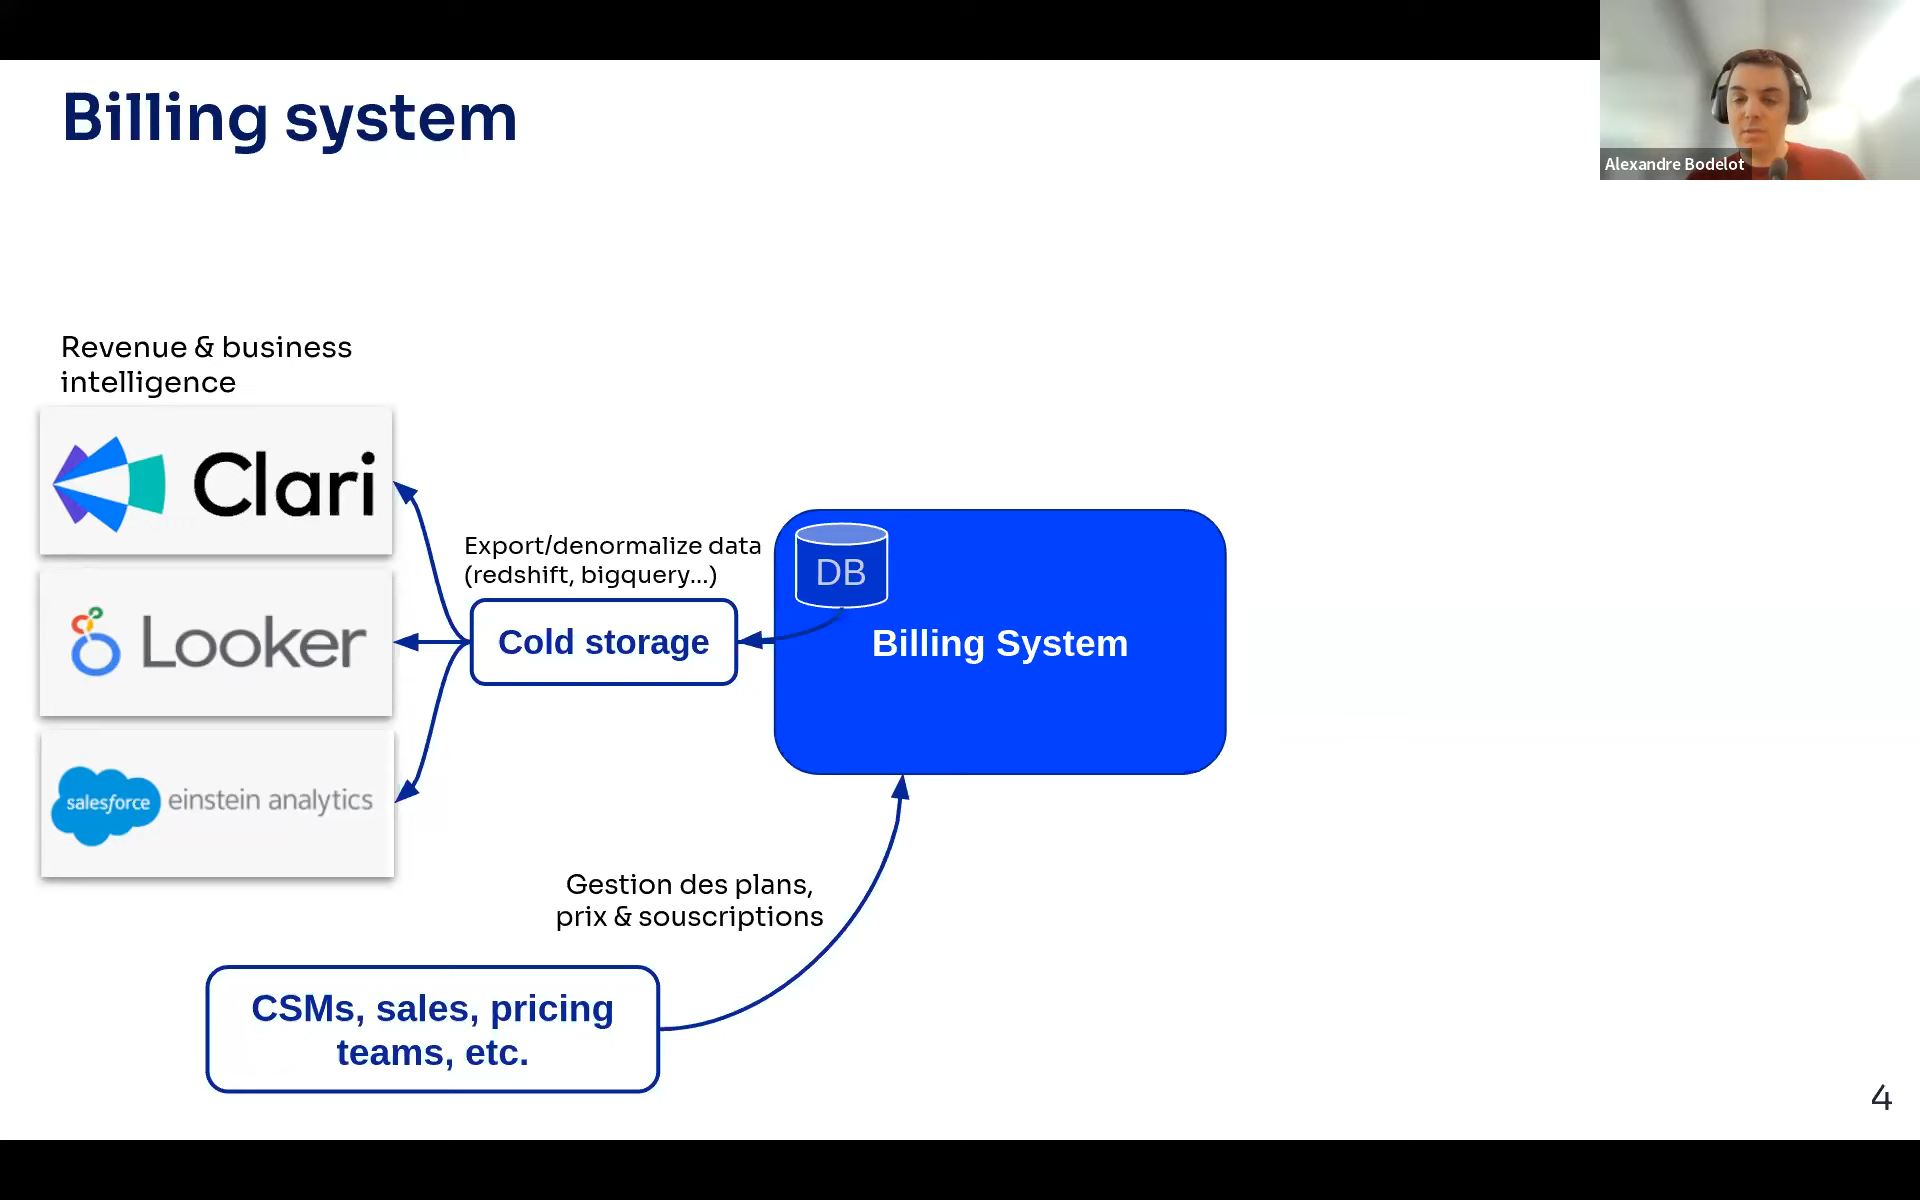 Billing system
Alexandre Bodelot
Revenue & business
intelligence
Clari
Looker
salesforce einstein analytics
Export/denormalize data
(redshift, bigquery...)
Cold storage
DB
Billing System
Gestion des plans,
prix & souscriptions
CSMs, sales, pricing
teams, etc.
4